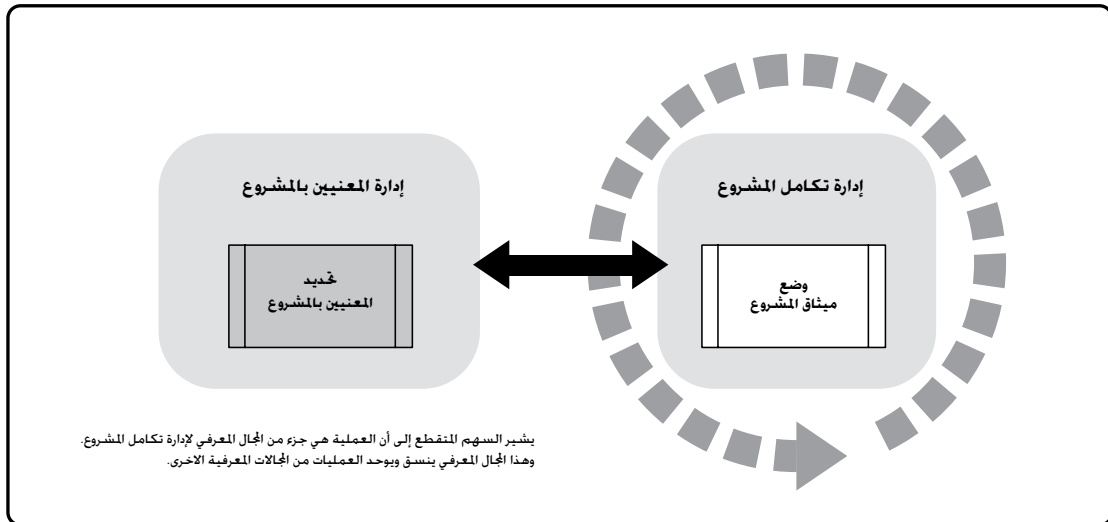 إدارة تكامل المشروع
وضع
ميثاق المشروع
إدارة المعنيين بالمشروع
تحديد
المعنيين بالمشروع
يشير السهم المتقطع إلى أن العملية هي جزء من المجال المعرفي لإدارة تكامل المشروع.
وهذا المجال المعرفي ينسق ويوحد العمليات من المجالات المعرفية الاخرى.